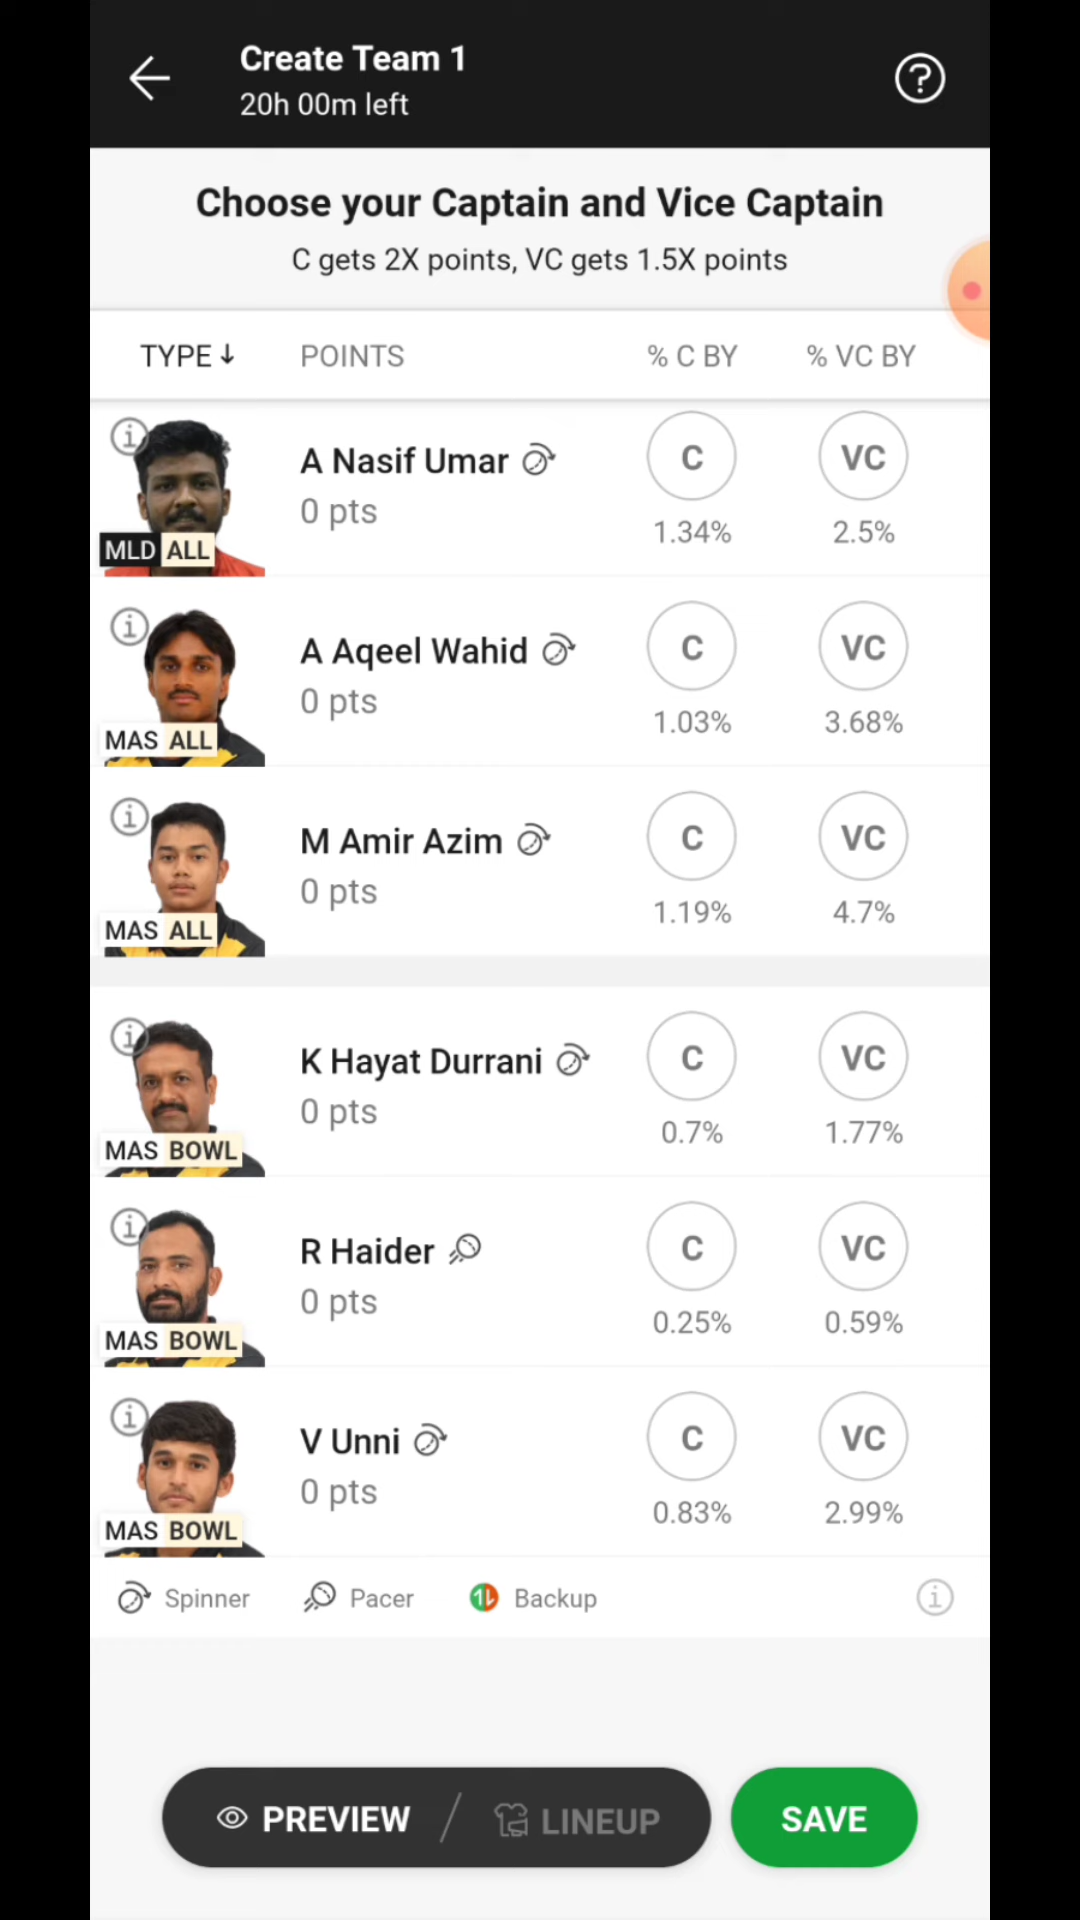 Create Team 1
20h 00m left
Choose your Captain and Vice Captain
C gets 2X points, VC gets 1.5X points
TYPE↓ POINTS % C BY % VC BY
A Nasif Umar C VC
0 pts 1.34% 2.5%
MLD ALL
A Aqeel Wahid C VC
0 pts 1.03% 3.68%
MAS ALL
M Amir Azim C VC
0 pts 1.19% 4.7%
MAS ALL
K Hayat Durrani C VC
0 pts 0.7% 1.77%
MAS BOWL
R Haider C VC
0 pts 0.25% 0.59%
MAS BOWL
V Unni C VC
0 pts 0.83% 2.99%
MAS BOWL
Spinner Pacer Backup
PREVIEW / LINEUP SAVE